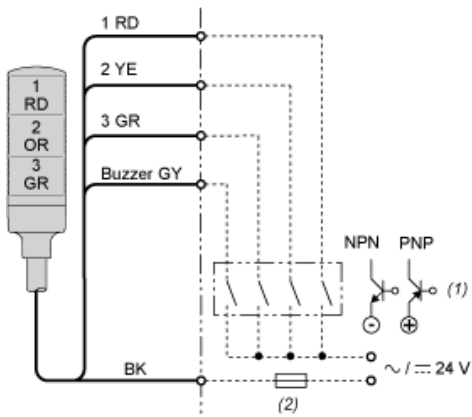 1 RD
2 YE
3 GR
Buzzer GY
1
RD
2
OR
3
GR
NPN PNP
(1)
BK
~ / ⎓ 24 V
(2)